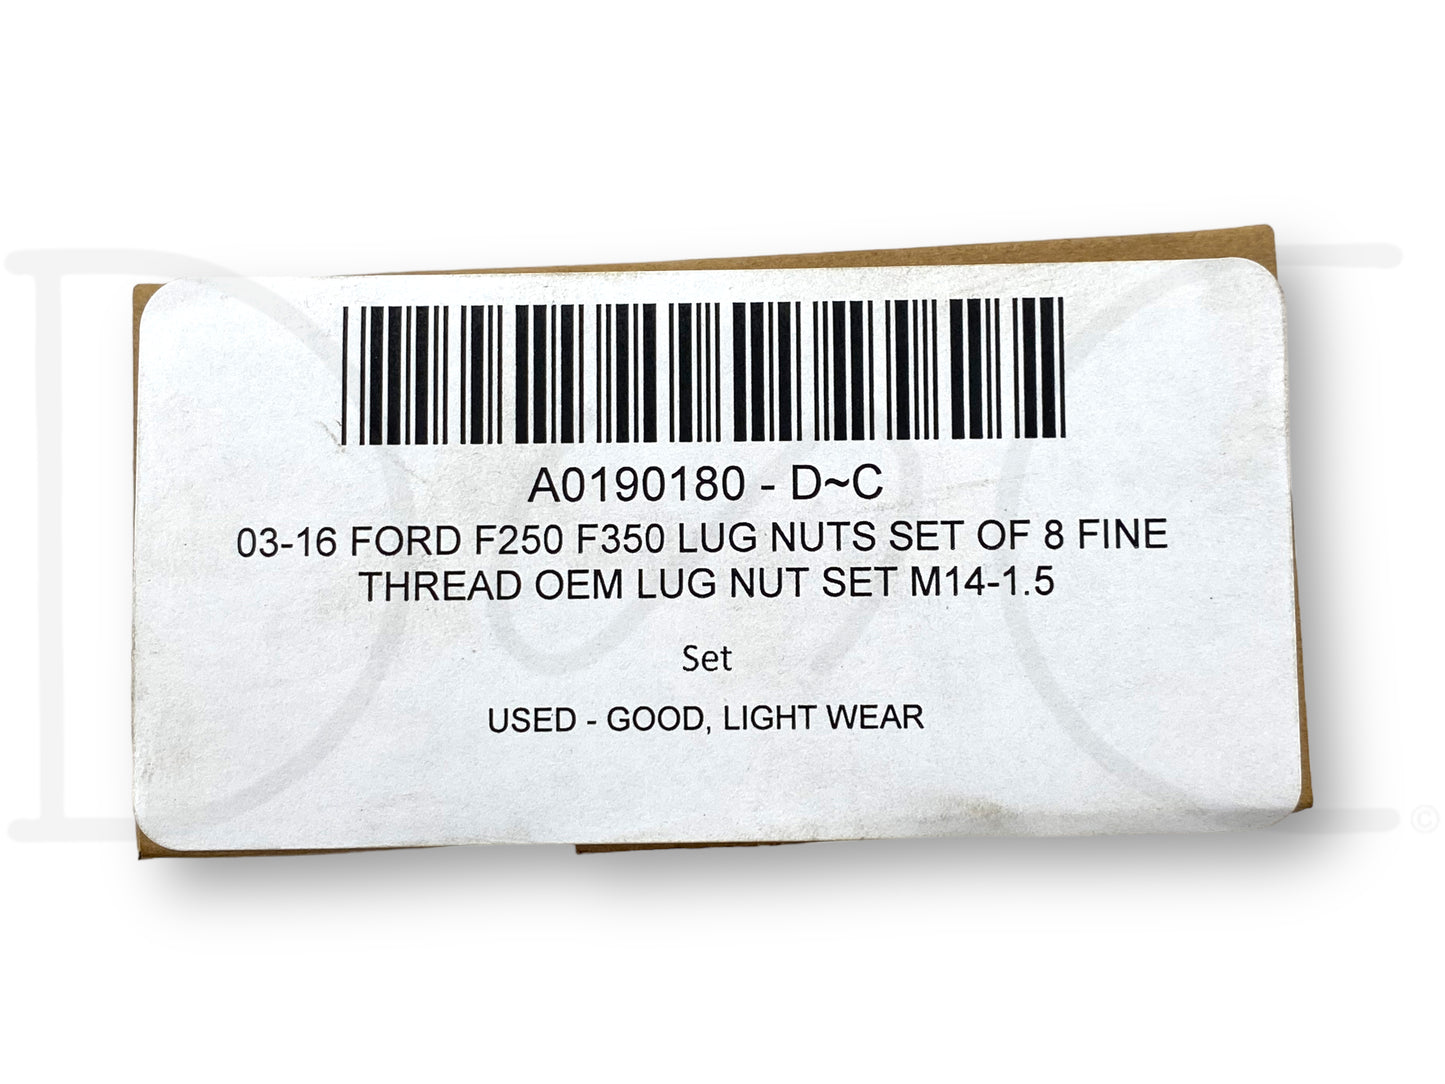 A0190180 - D~C
03-16 FORD F250 F350 LUG NUTS SET OF 8 FINE
THREAD OEM LUG NUT SET M14-1.5
Set
USED - GOOD, LIGHT WEAR
©